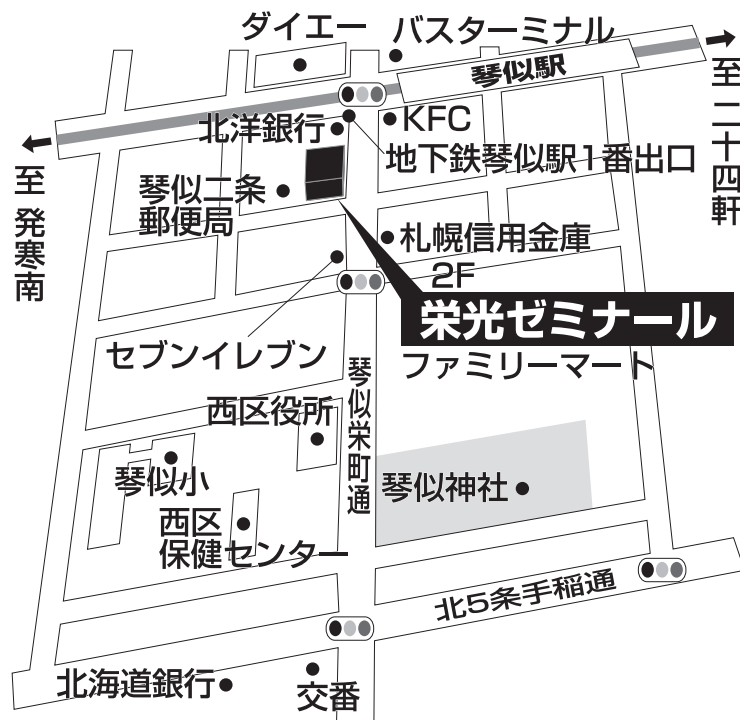 ダイエー
バスターミナル
琴似駅
至 二十四軒
北洋銀行
KFC
地下鉄琴似駅1番出口
至 発寒南
琴似二条
郵便局
札幌信用金庫
2F
栄光ゼミナール
セブンイレブン
ファミリーマート
琴似栄町通
西区役所
琴似小
琴似神社
西区
保健センター
北5条手稲通
北海道銀行
交番